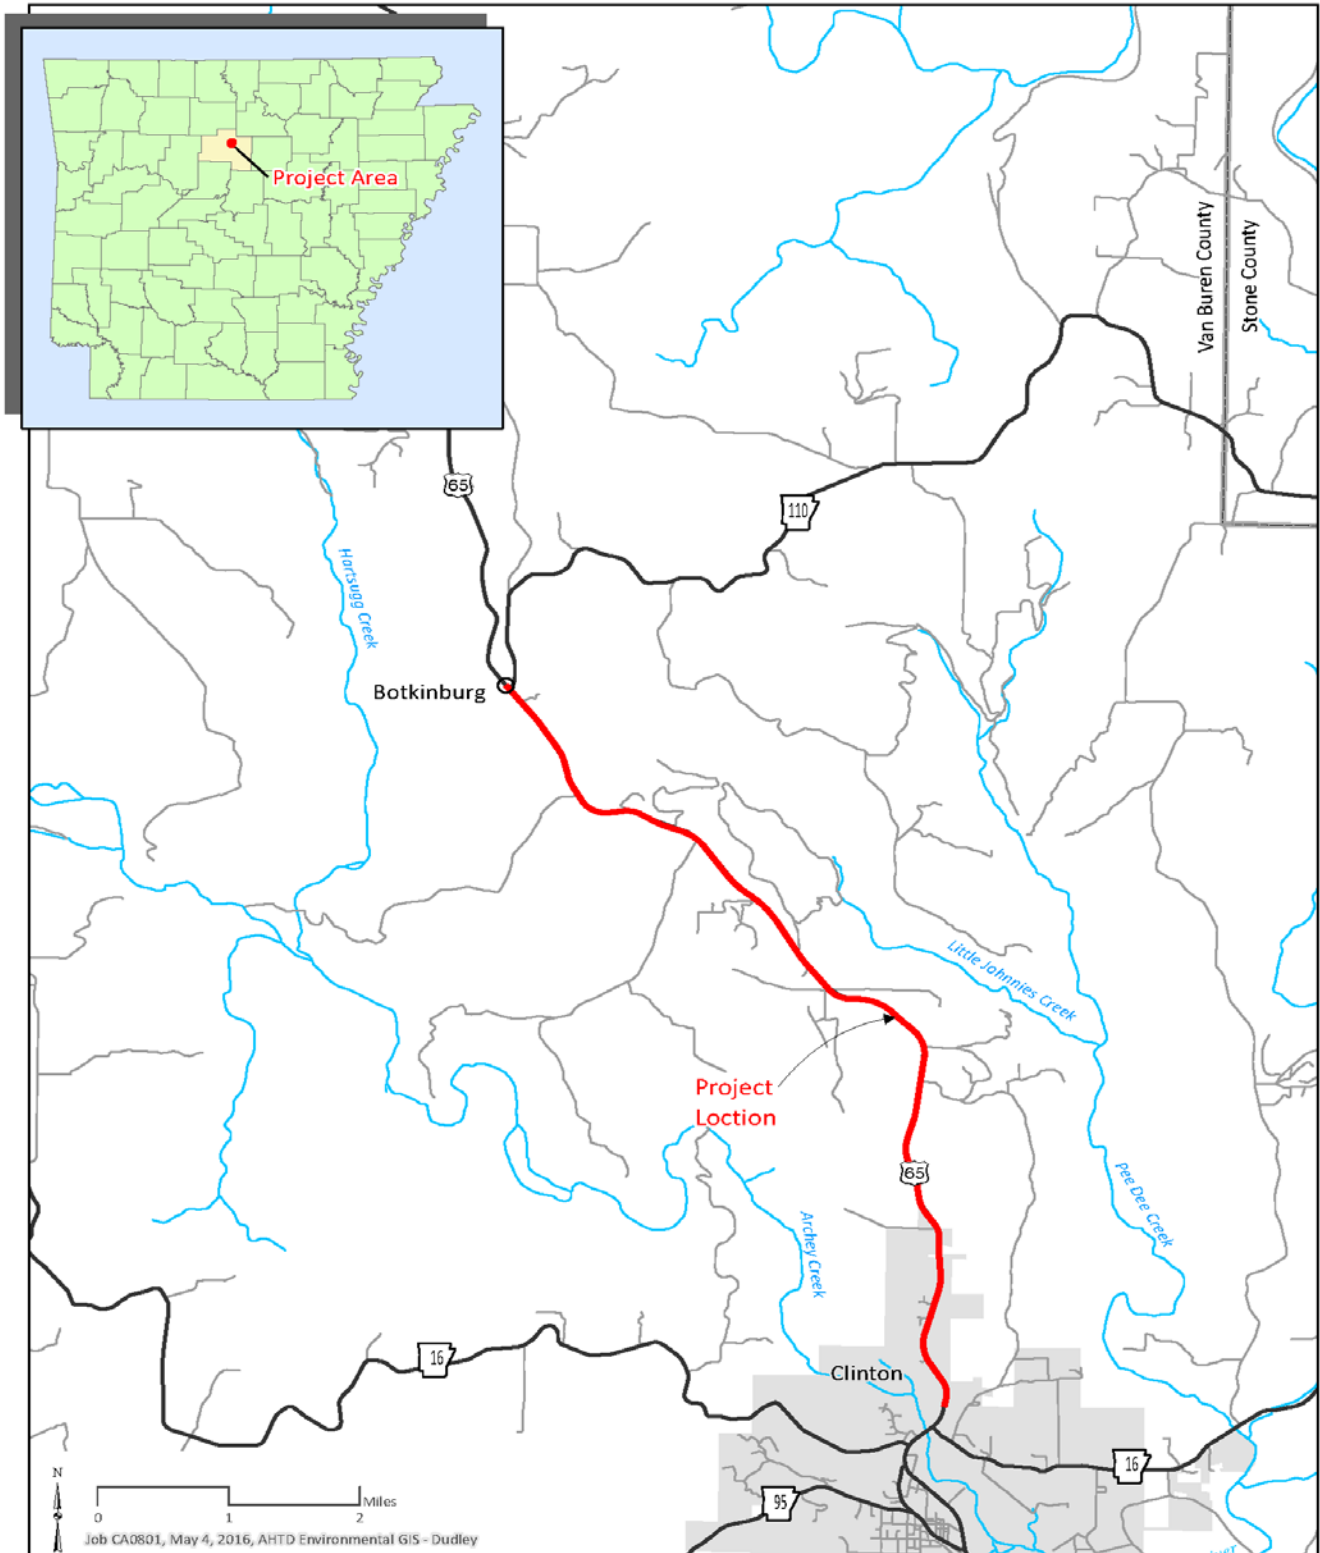 Project Area
Van Buren County
Stone County
65
110
Hartsugg Creek
Botkinburg
Little Johnnies Creek
Project
Loction
65
Pee Dee Creek
Archey Creek
16
Clinton
16
95
N
Miles
0 1 2
Job CA0801, May 4, 2016, AHTD Environmental GIS - Dudley